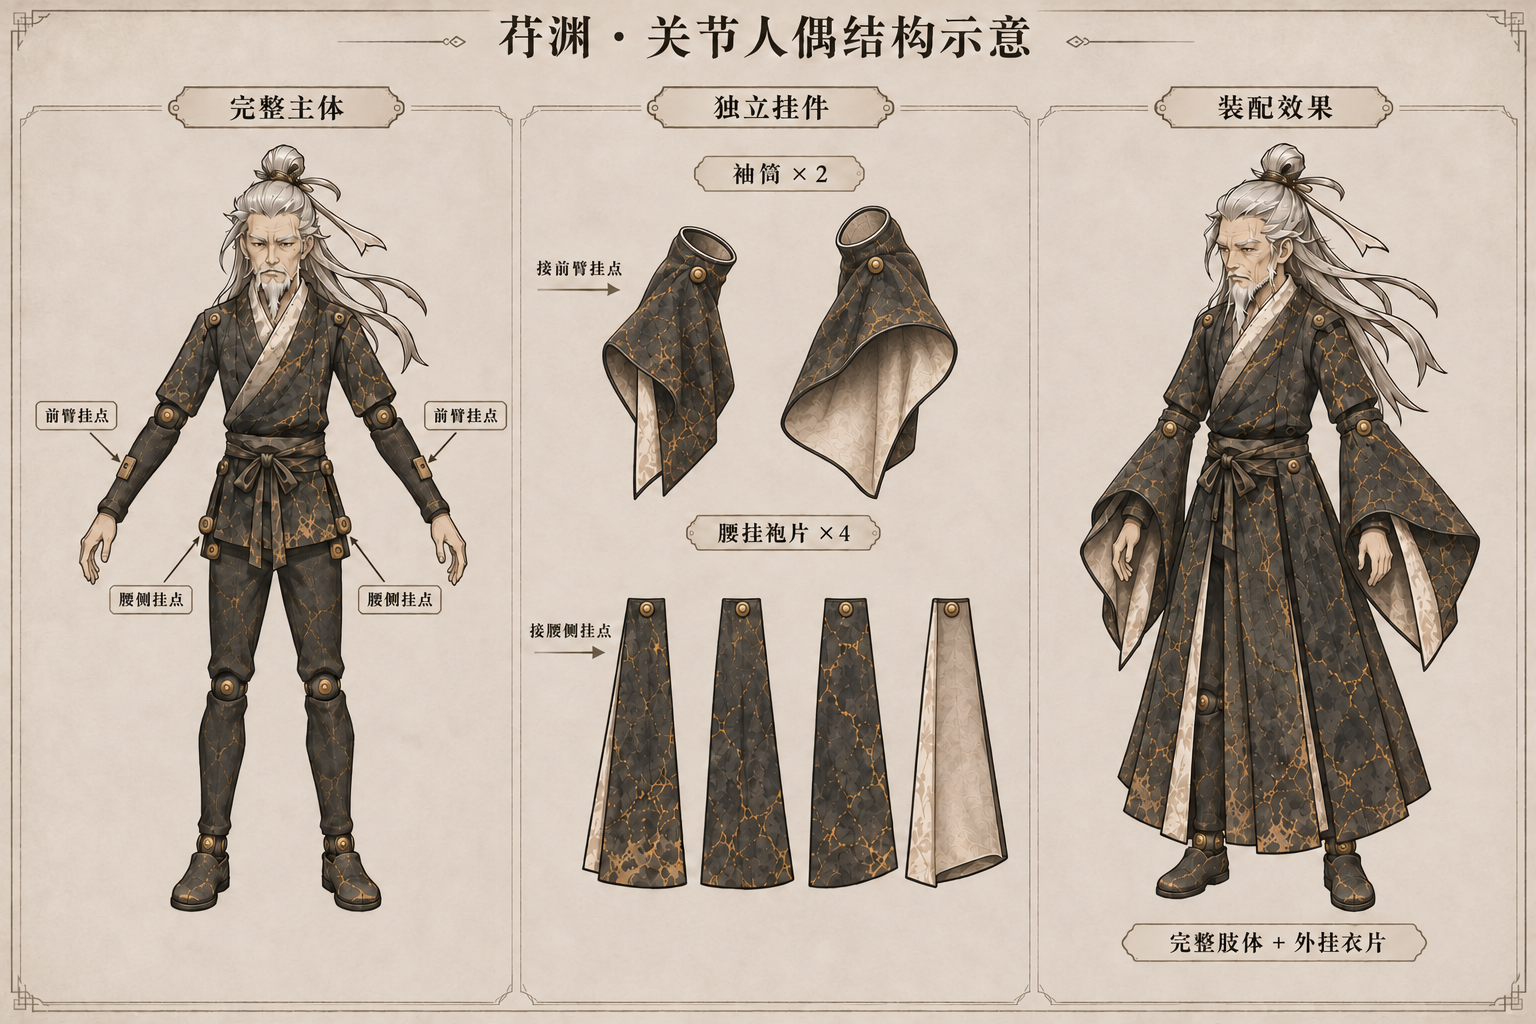 荇渊·关节人偶结构示意
完整主体
前臂挂点
前臂挂点
腰侧挂点
腰侧挂点
独立挂件
袖筒 × 2
接前臂挂点
腰挂袍片 × 4
接腰侧挂点
装配效果
完整肢体 + 外挂衣片